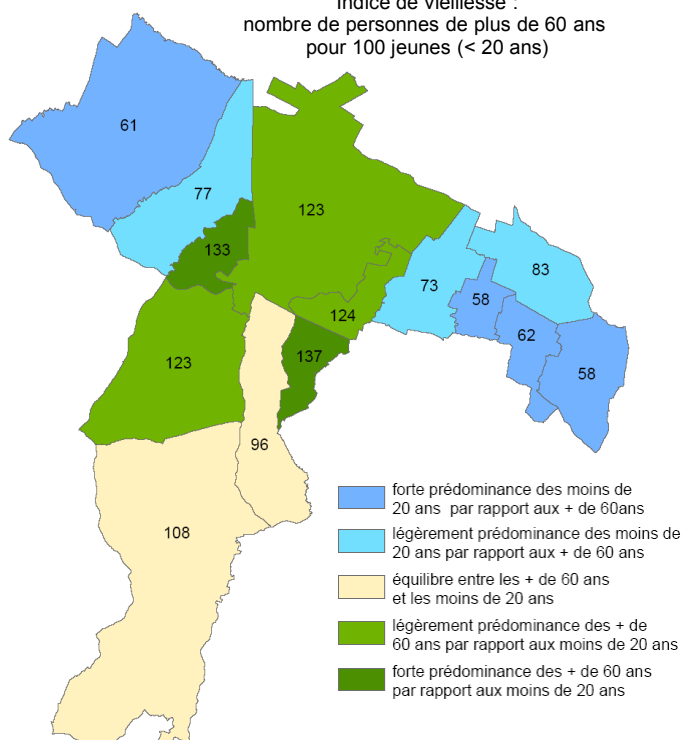 Indice de vieillesse :
nombre de personnes de plus de 60 ans
pour 100 jeunes (< 20 ans)
61
77
123
133
83
73
58
124
62
137
123
58
96
108
forte prédominance des moins de
20 ans par rapport aux + de 60ans
légèrement prédominance des moins de
20 ans par rapport aux + de 60 ans
équilibre entre les + de 60 ans
et les moins de 20 ans
légèrement prédominance des + de
60 ans par rapport aux moins de 20 ans
forte prédominance des + de 60 ans
par rapport aux moins de 20 ans